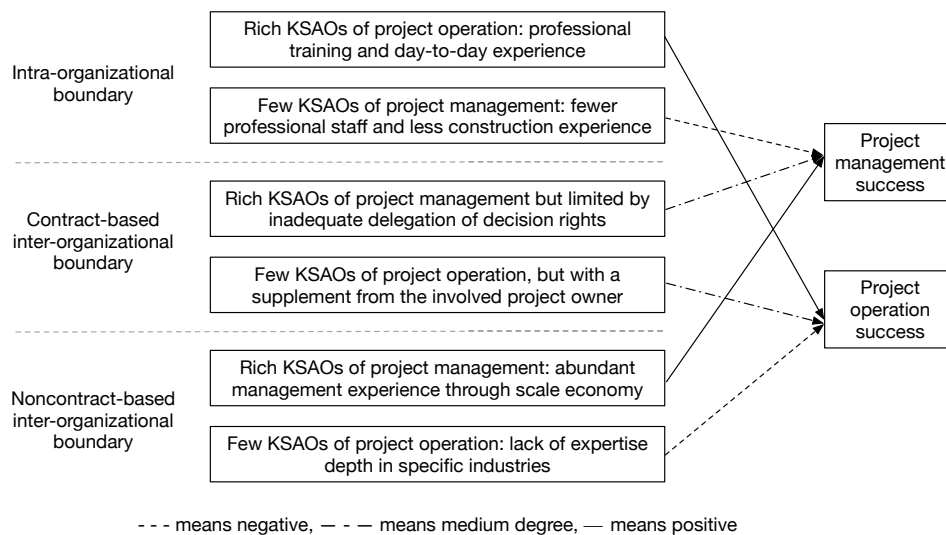 Intra-organizational
boundary
Rich KSAOs of project operation: professional
training and day-to-day experience
Few KSAOs of project management: fewer
professional staff and less construction experience
Contract-based
inter-organizational
boundary
Rich KSAOs of project management but limited by
inadequate delegation of decision rights
Few KSAOs of project operation, but with a
supplement from the involved project owner
Noncontract-based
inter-organizational
boundary
Rich KSAOs of project management: abundant
management experience through scale economy
Few KSAOs of project operation: lack of expertise
depth in specific industries
Project
management
success
Project
operation
success
- - - means negative, — - — means medium degree, — means positive